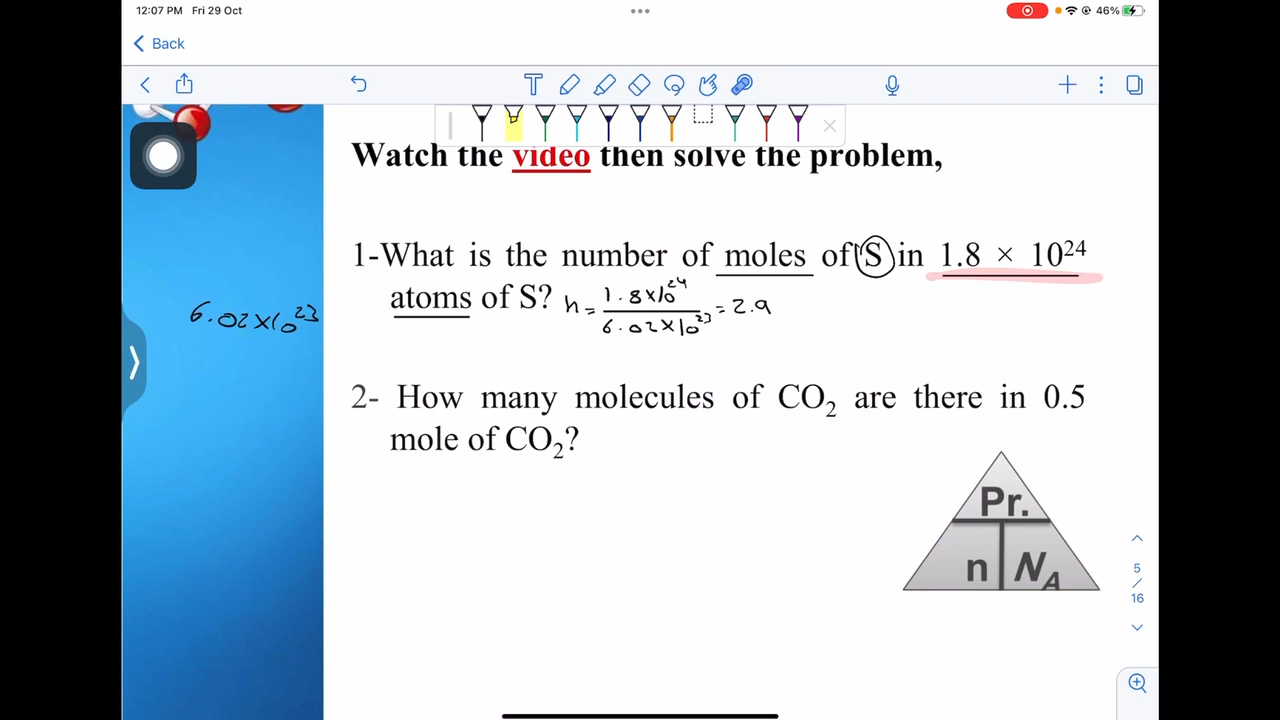 12:07 PM Fri 29 Oct
46%
Back
Watch the video then solve the problem,
1-What is the number of moles of S in 1.8 × 10²⁴
atoms of S? n = 1.8×10²⁴ / 6.02×10²³ = 2.9
6.02×10²³
2- How many molecules of CO₂ are there in 0.5
mole of CO₂?
Pr.
n N_A
5
/
16